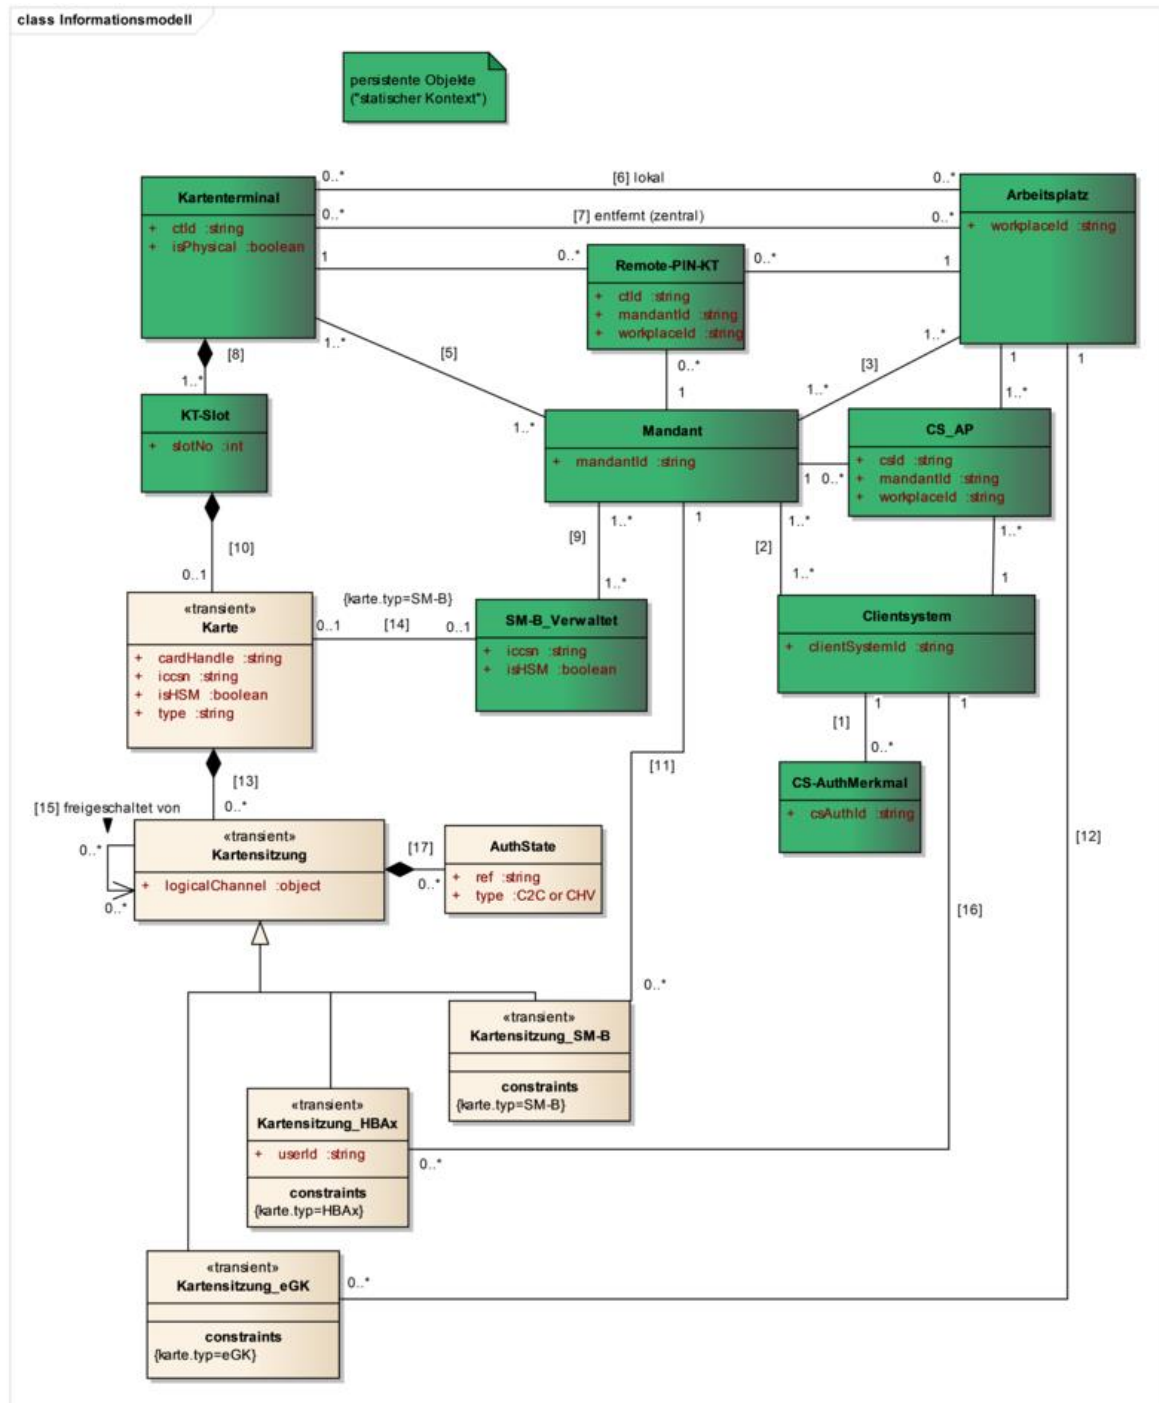 class Informationsmodell
persistente Objekte
("statischer Kontext")
0..*
[6] lokal
0..*
Kartenterminal
+ ctId :string
+ isPhysical :boolean
Arbeitsplatz
+ workplaceId :string
0..*
[7] entfernt (zentral)
0..*
1
0..*
Remote-PIN-KT
+ ctId :string
+ mandantId :string
+ workplaceId :string
0..*
1
[8]
1..*
1..*
[5]
1..*
0..*
1
1..*
[3]
1..*
1
1..*
1
KT-Slot
+ slotNo :int
Mandant
+ mandantId :string
1
0..*
CS_AP
+ csId :string
+ mandantId :string
+ workplaceId :string
[10]
0..1
[9]
1..*
1..*
1
1..*
[2]
1..*
1..*
1
«transient»
Karte
+ cardHandle :string
+ iccsn :string
+ isHSM :boolean
+ type :string
{karte.typ=SM-B}
0..1
[14]
0..1
SM-B_Verwaltet
+ iccsn :string
+ isHSM :boolean
Clientsystem
+ clientSystemId :string
1
[1]
0..*
1
[11]
CS-AuthMerkmal
+ csAuthId :string
[13]
0..*
[15] freigeschaltet von
0..*
0..*
«transient»
Kartensitzung
+ logicalChannel :object
[17]
0..*
AuthState
+ ref :string
+ type :C2C or CHV
[12]
[16]
0..*
«transient»
Kartensitzung_SM-B
constraints
{karte.typ=SM-B}
«transient»
Kartensitzung_HBAx
+ userId :string
constraints
{karte.typ=HBAx}
0..*
«transient»
Kartensitzung_eGK
constraints
{karte.typ=eGK}
0..*